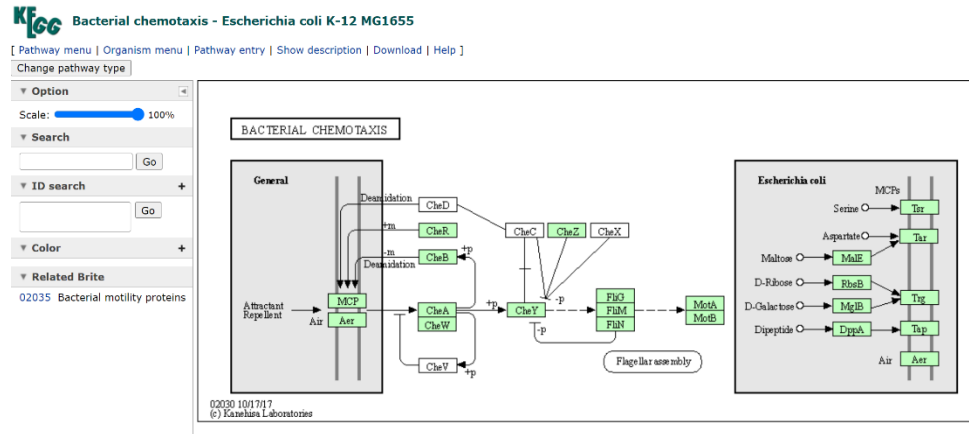 KEGG Bacterial chemotaxis - Escherichia coli K-12 MG1655
[ Pathway menu | Organism menu | Pathway entry | Show description | Download | Help ]
Change pathway type
▼ Option
Scale: 100%
▼ Search
Go
▼ ID search +
Go
▼ Color +
▼ Related Brite
02035 Bacterial motility proteins
BACTERIAL CHEMOTAXIS
General
Deamidation
CheD
+m
CheR
-m
CheB
+p
Deamidation
CheC
CheZ
CheX
Attractant
Repellent
MCP
Air
Aer
CheA
CheW
+p
CheY
-p
-p
FliG
FliM
FliN
MotA
MotB
CheV
+p
Flagellar assembly
Escherichia coli
MCPs
Serine
Tsr
Aspartate
Tar
Maltose
MalE
D-Ribose
RbsB
Trg
D-Galactose
MglB
Dipeptide
DppA
Tap
Air
Aer
02030 10/17/17
(c) Kanehisa Laboratories